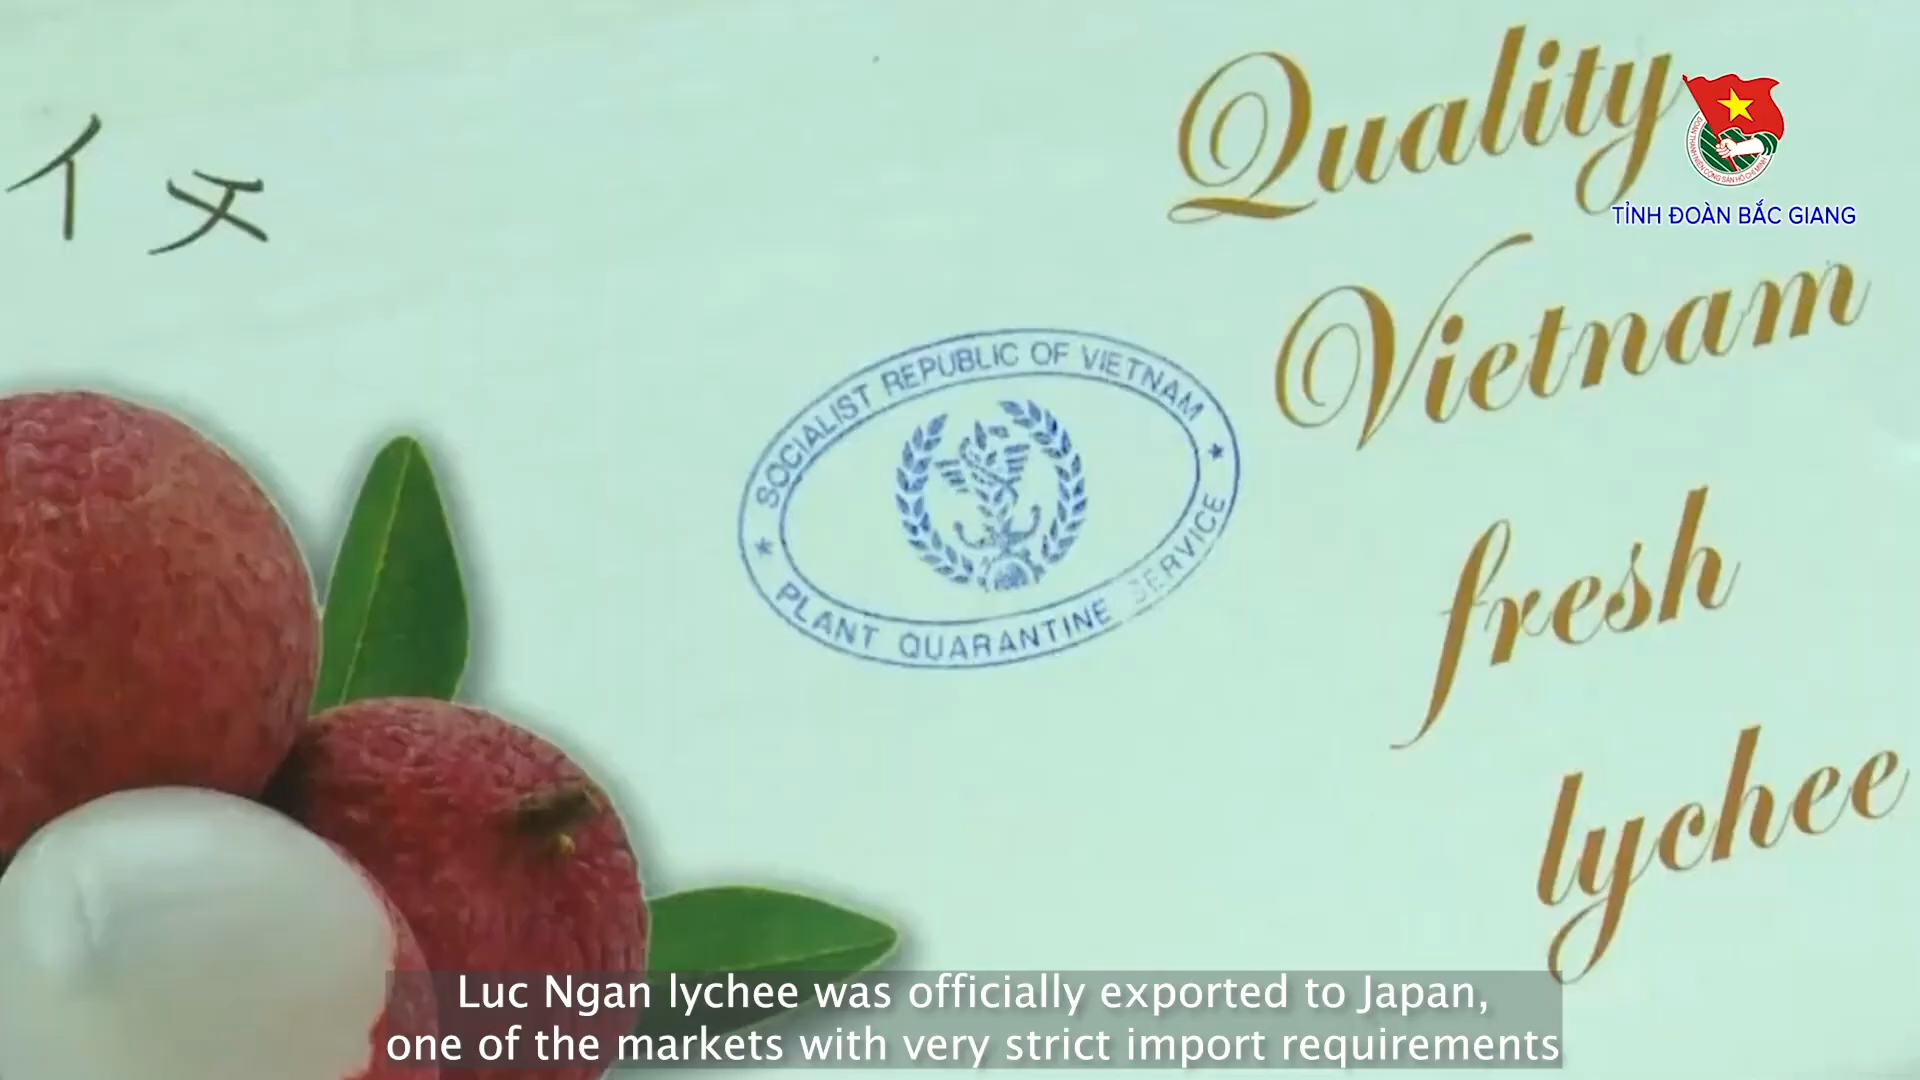 イ ヌ
Quality
Vietnam
fresh
lychee
TỈNH ĐOÀN BẮC GIANG
SOCIALIST REPUBLIC OF VIETNAM
PLANT QUARANTINE SERVICE
Luc Ngan lychee was officially exported to Japan,
one of the markets with very strict import requirements